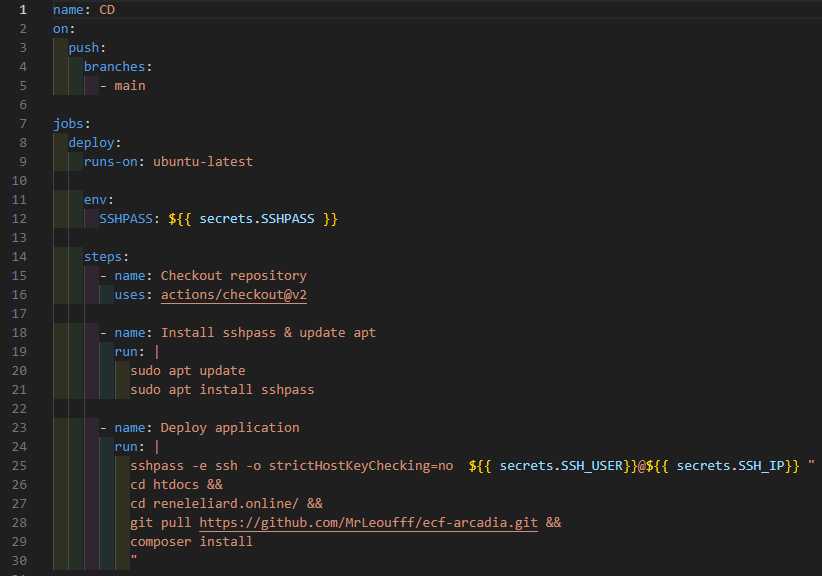 1 name: CD
2 on:
3 push:
4 branches:
5 - main
6
7 jobs:
8 deploy:
9 runs-on: ubuntu-latest
10
11 env:
12 SSHPASS: ${{ secrets.SSHPASS }}
13
14 steps:
15 - name: Checkout repository
16 uses: actions/checkout@v2
17
18 - name: Install sshpass & update apt
19 run: |
20 sudo apt update
21 sudo apt install sshpass
22
23 - name: Deploy application
24 run: |
25 sshpass -e ssh -o strictHostKeyChecking=no  ${{ secrets.SSH_USER}}@${{ secrets.SSH_IP}} "
26 cd htdocs &&
27 cd reneleliard.online/ &&
28 git pull https://github.com/MrLeoufff/ecf-arcadia.git &&
29 composer install
30 "